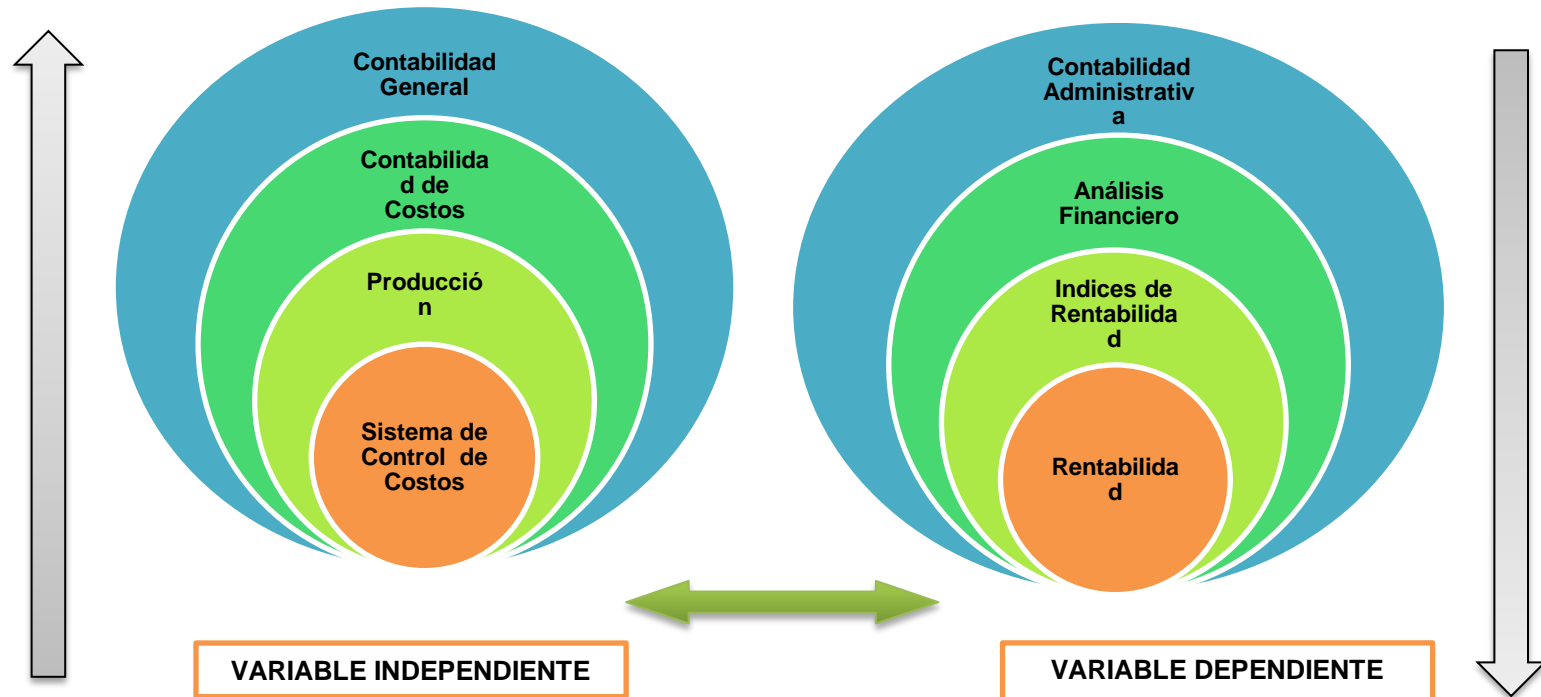 Contabilidad
General
Contabilida
d de
Costos
Producció
n
Sistema de
Control de
Costos
VARIABLE INDEPENDIENTE
Contabilidad
Administrativ
a
Análisis
Financiero
Indices de
Rentabilida
d
Rentabilida
d
VARIABLE DEPENDIENTE